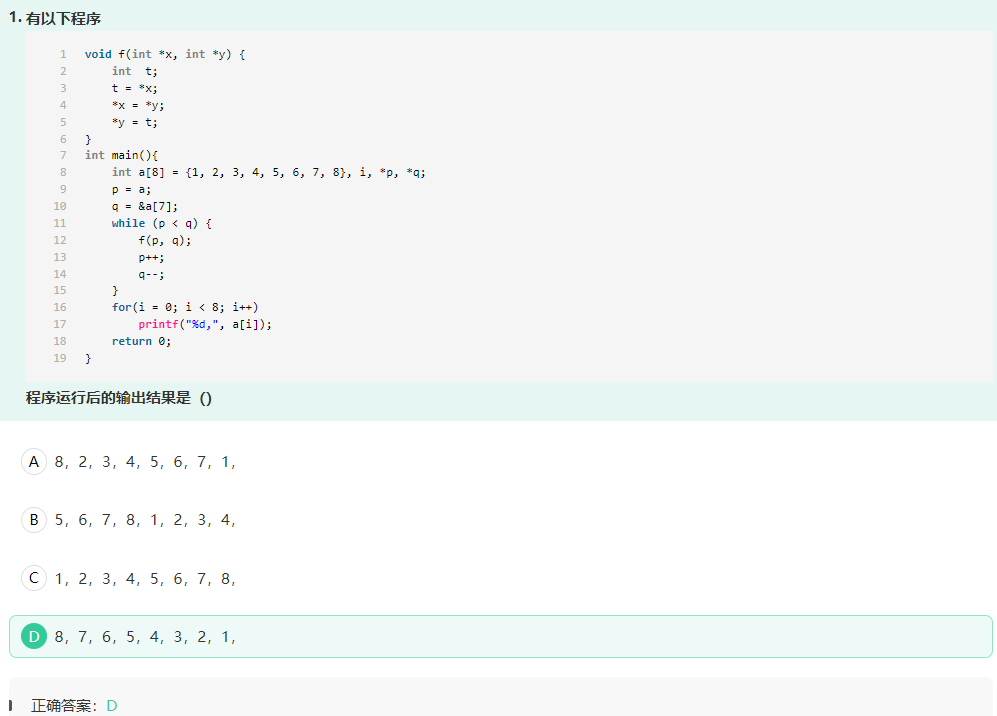 1. 有以下程序
1 void f(int *x, int *y) {
2     int  t;
3     t = *x;
4     *x = *y;
5     *y = t;
6 }
7 int main(){
8     int a[8] = {1, 2, 3, 4, 5, 6, 7, 8}, i, *p, *q;
9     p = a;
10     q = &a[7];
11     while (p < q) {
12         f(p, q);
13         p++;
14         q--;
15     }
16     for(i = 0; i < 8; i++)
17         printf("%d,", a[i]);
18     return 0;
19 }
程序运行后的输出结果是（）
A 8，2，3，4，5，6，7，1，
B 5，6，7，8，1，2，3，4，
C 1，2，3，4，5，6，7，8，
D 8，7，6，5，4，3，2，1，
正确答案：D